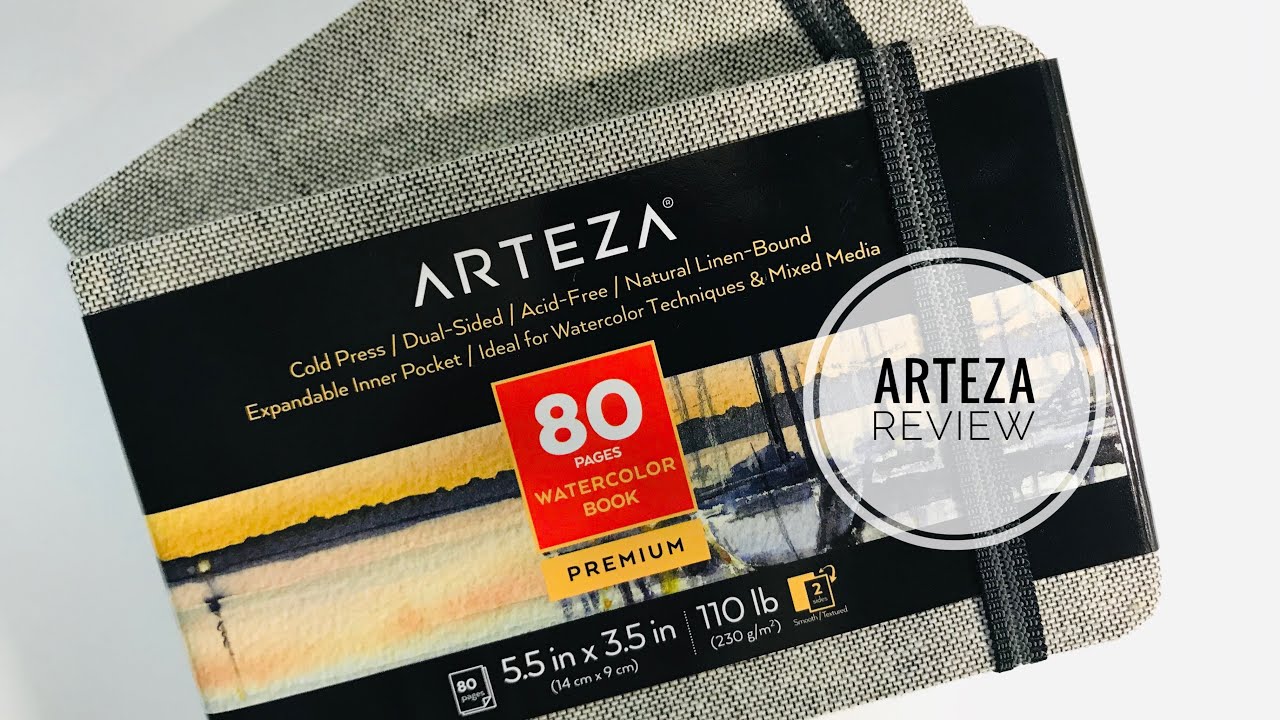 ARTEZA®
Cold Press / Dual-Sided / Acid-Free / Natural Linen-Bound
Expandable Inner Pocket / Ideal for Watercolor Techniques & Mixed Media
80
PAGES
WATERCOLOR
BOOK
PREMIUM
80
pages
5.5 in x 3.5 in
(14 cm x 9 cm)
110 lb
(230 g/m²)
2
sides
Smooth / Textured
ARTEZA
REVIEW